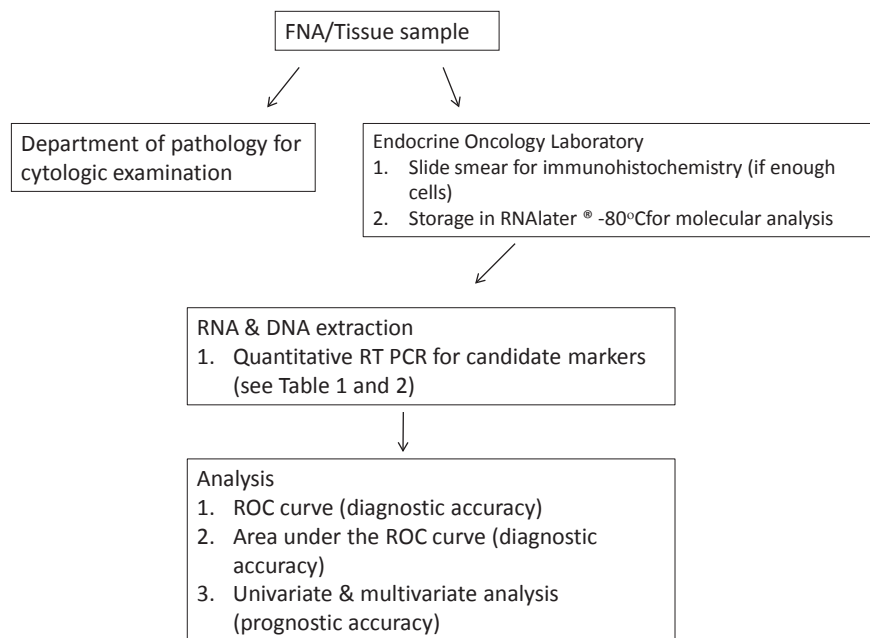 FNA/Tissue sample
Department of pathology for
cytologic examination
Endocrine Oncology Laboratory
1. Slide smear for immunohistochemistry (if enough
cells)
2. Storage in RNAlater ® -80°Cfor molecular analysis
RNA & DNA extraction
1. Quantitative RT PCR for candidate markers
(see Table 1 and 2)
Analysis
1. ROC curve (diagnostic accuracy)
2. Area under the ROC curve (diagnostic
accuracy)
3. Univariate & multivariate analysis
(prognostic accuracy)